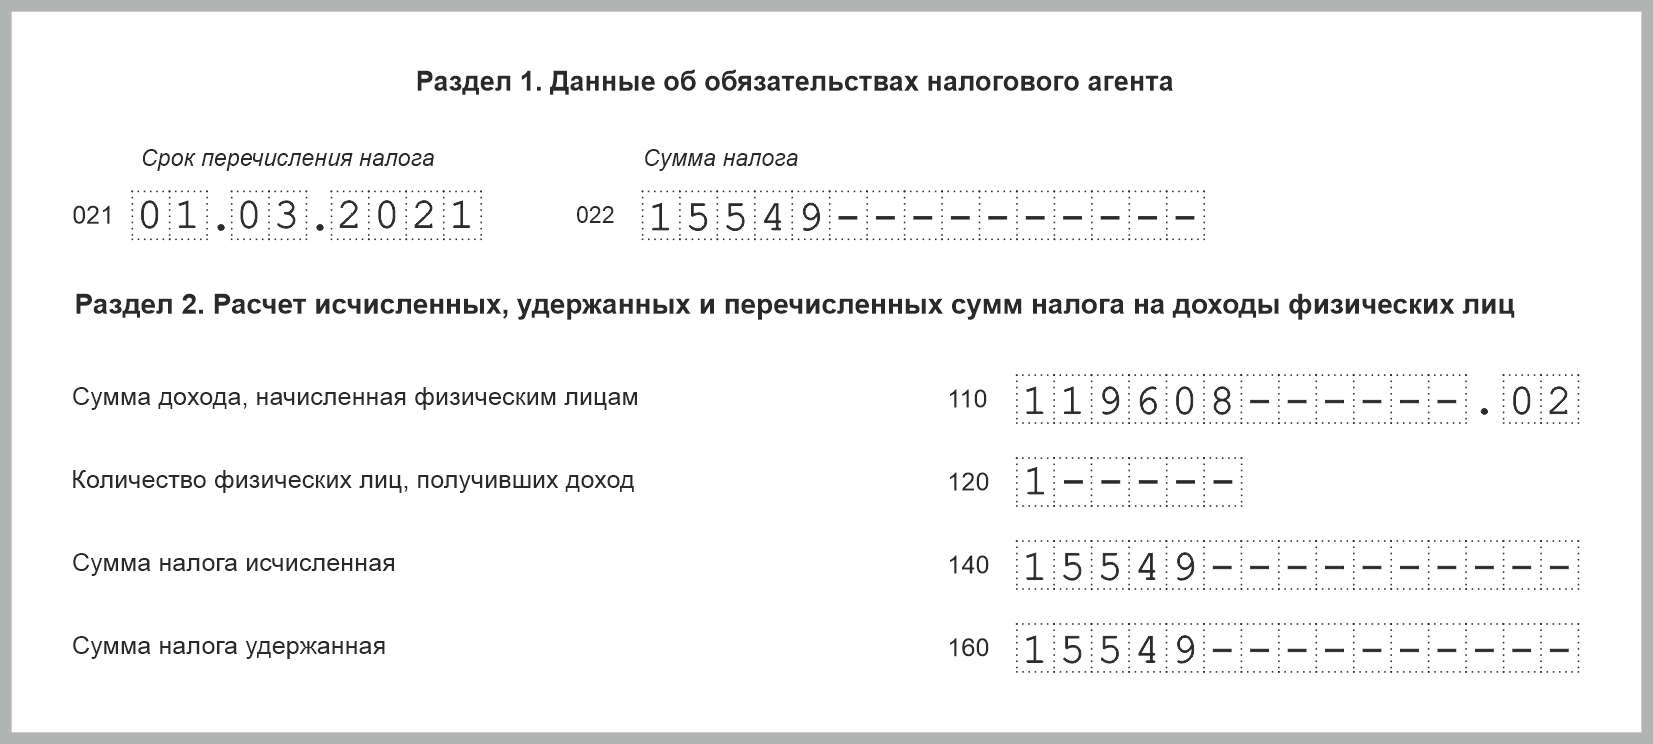 Раздел 1. Данные об обязательствах налогового агента
Срок перечисления налога Сумма налога
021 01.03.2021 022 15549----------
Раздел 2. Расчет исчисленных, удержанных и перечисленных сумм налога на доходы физических лиц
Сумма дохода, начисленная физическим лицам 110 119608------.02
Количество физических лиц, получивших доход 120 1-----
Сумма налога исчисленная 140 15549----------
Сумма налога удержанная 160 15549----------